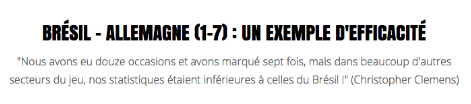 BRÉSIL - ALLEMAGNE (1-7) : UN EXEMPLE D'EFFICACITÉ
"Nous avons eu douze occasions et avons marqué sept fois, mais dans beaucoup d'autres
secteurs du jeu, nos statistiques étaient inférieures à celles du Brésil !" (Christopher Clemens)